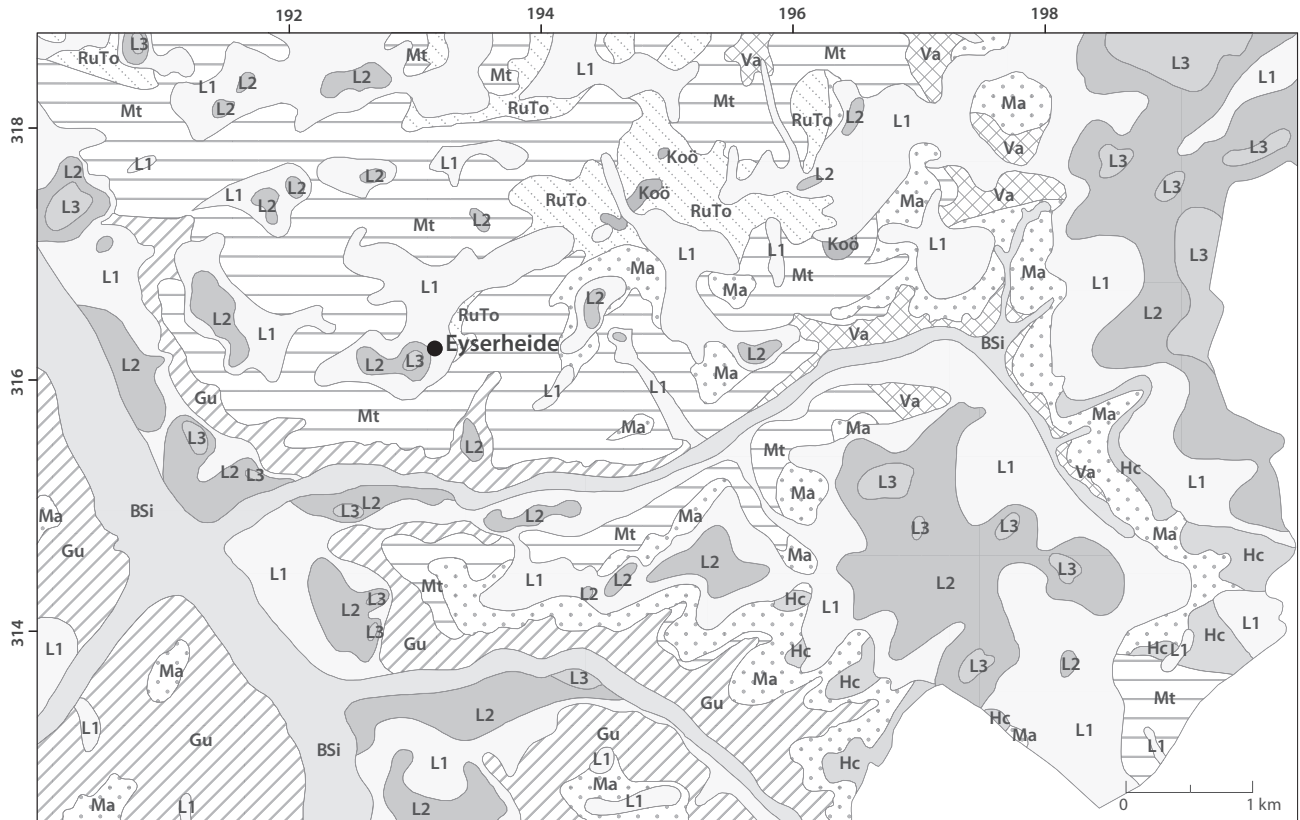 192 194 196 198
L3 RuTo Mt Va Mt Va
L3 L1
Mt L1 L2 L2 Mt L1
L2 Mt RuTo Mt RuTo L2 L1 Ma
318
Va
L3 L3
L2 L1 L2 L1 Koö L2 L3
L3 L1 L2 L2 Koö
L2 Mt RuTo RuTo Ma Va
L1 L1 Koö L1 L3
L1 Ma Mt Ma L1
L1 Ma
L2 L1 RuTo L2 L2
Eyserheide Va BSi
L2 L2 L3 L2
316
Gu Mt L1 L1 Ma Va Ma
L3 L2 Ma Mt Ma L1 Hc
L2 L3 Va L1
BSi L3 L2 L2 Ma L3
Ma Ma L3 L3
Gu Mt Ma Hc
L1 Mt L1 L2 L2 L2 L3
L2 L3 L2 Hc L1
314
L3 Gu Hc Hc L1 Hc
L1 Ma L3 Ma Hc L3 L2 L1
Mt
L1 Gu L2 Gu Hc
BSi Gu Ma L1 L1
L1 L1 Hc
Ma L1 L2 Ma L1
0 1 km